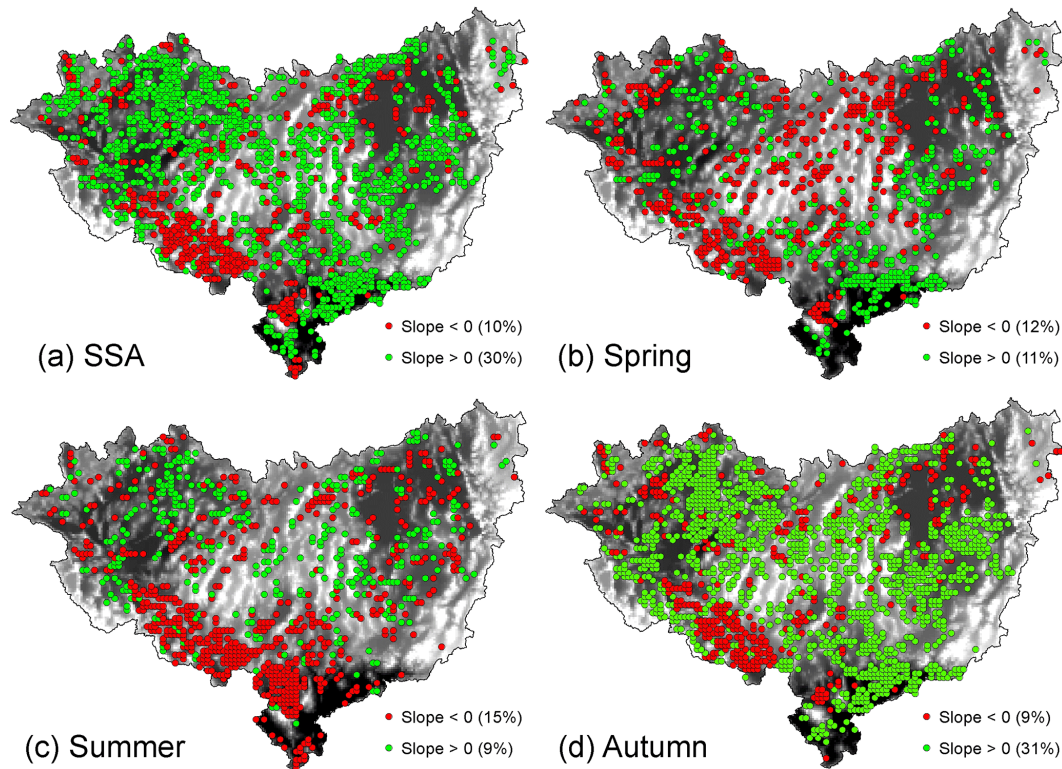 Slope < 0 (10%)
Slope > 0 (30%)
(a) SSA
Slope < 0 (12%)
Slope > 0 (11%)
(b) Spring
Slope < 0 (15%)
Slope > 0 (9%)
(c) Summer
Slope < 0 (9%)
Slope > 0 (31%)
(d) Autumn